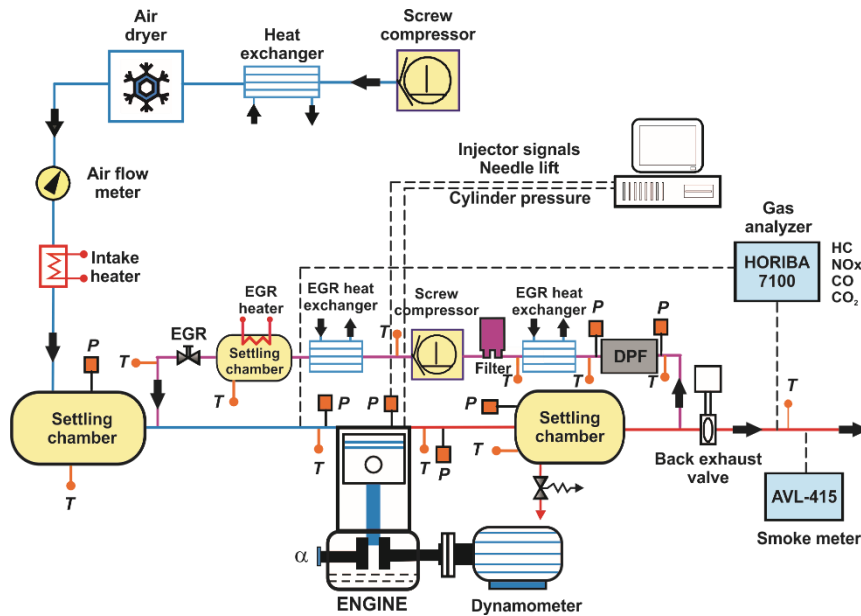 Air
dryer
Heat
exchanger
Screw
compressor
Injector signals
Needle lift
Cylinder pressure
Air flow
meter
Gas
analyzer
HORIBA
7100
HC
NOx
CO
CO₂
Intake
heater
EGR
EGR
heater
EGR heat
exchanger
Screw
compressor
EGR heat
exchanger
P
T
Settling
chamber
T
T
Filter
T
P
T
DPF
P
T
P
Settling
chamber
T
P
T
P
T
P
P
T
Settling
chamber
Back exhaust
valve
T
AVL-415
Smoke meter
α
ENGINE
Dynamometer